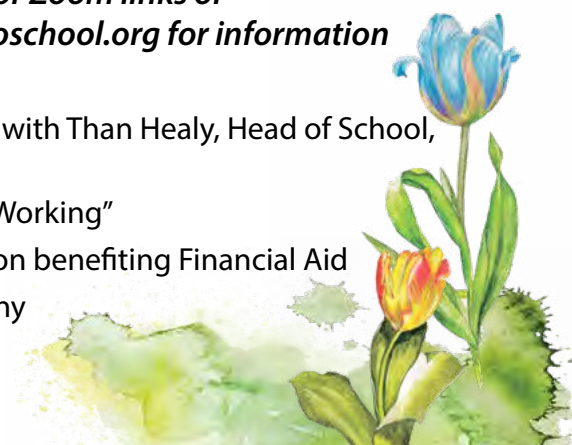 or Zoom links or
oschool.org for information
with Than Healy, Head of School,
Working”
on benefiting Financial Aid
ny